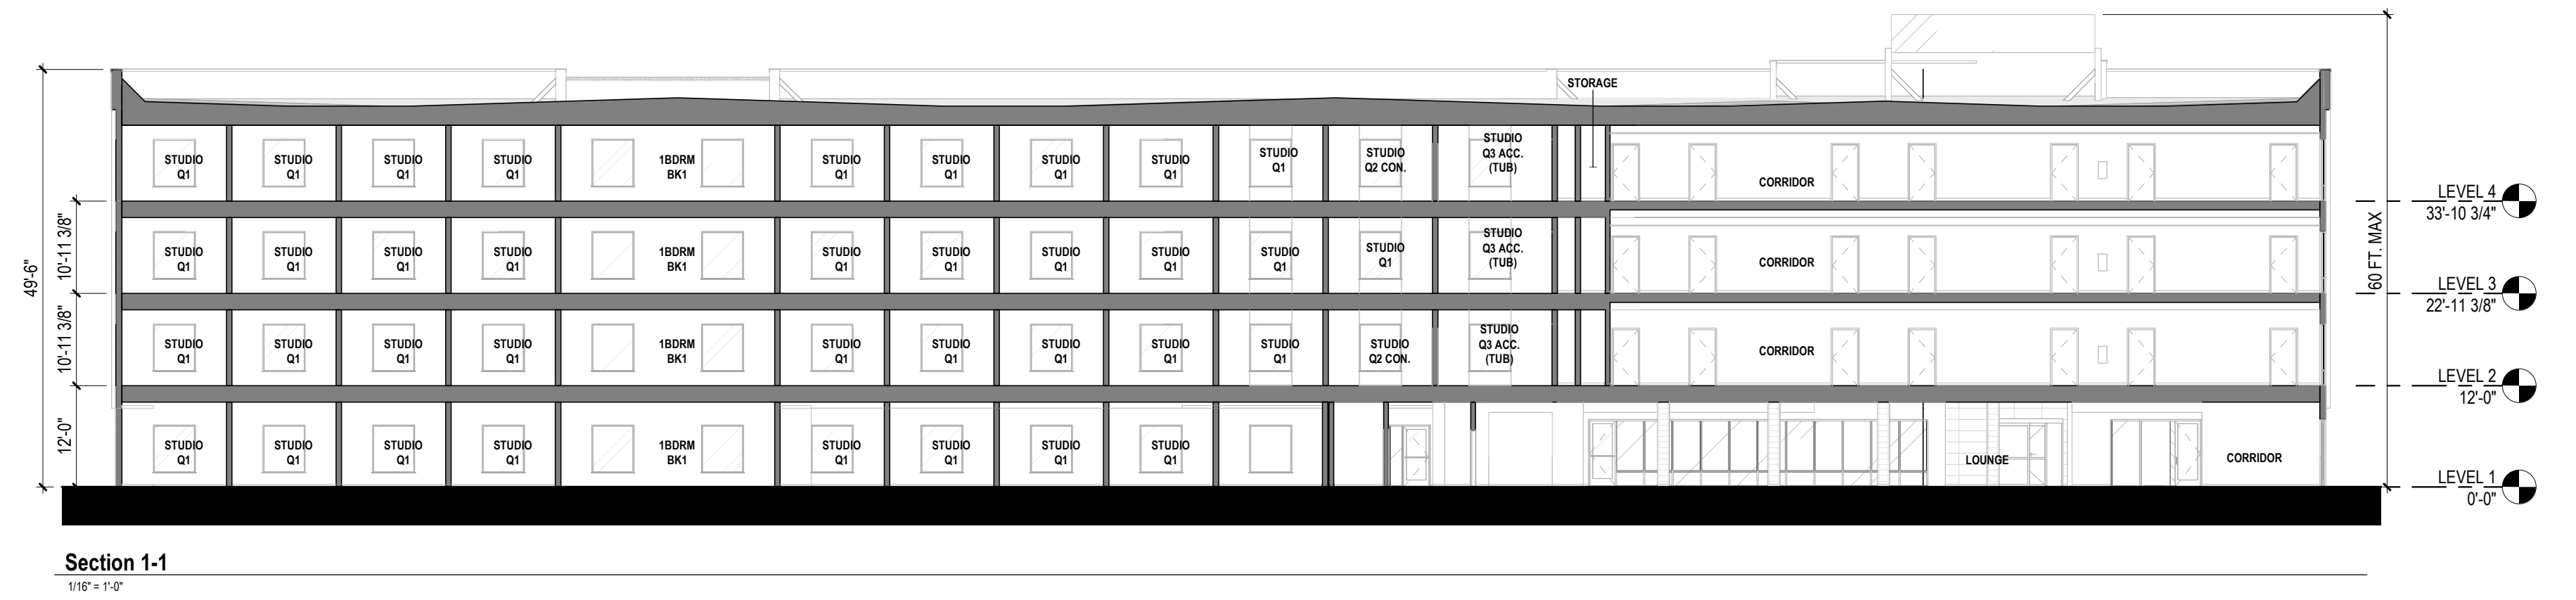 STORAGE
STUDIO
Q1
STUDIO
Q1
STUDIO
Q1
STUDIO
Q1
1BDRM
BK1
STUDIO
Q1
STUDIO
Q1
STUDIO
Q1
STUDIO
Q1
STUDIO
Q1
STUDIO
Q2 CON.
STUDIO
Q3 ACC.
(TUB)
CORRIDOR
LEVEL 4
33'-10 3/4"
10'-11 3/8"
STUDIO
Q1
STUDIO
Q1
STUDIO
Q1
STUDIO
Q1
1BDRM
BK1
STUDIO
Q1
STUDIO
Q1
STUDIO
Q1
STUDIO
Q1
STUDIO
Q1
STUDIO
Q1
STUDIO
Q3 ACC.
(TUB)
CORRIDOR
60 FT. MAX
LEVEL 3
22'-11 3/8"
49'-6"
10'-11 3/8"
STUDIO
Q1
STUDIO
Q1
STUDIO
Q1
STUDIO
Q1
1BDRM
BK1
STUDIO
Q1
STUDIO
Q1
STUDIO
Q1
STUDIO
Q1
STUDIO
Q1
STUDIO
Q2 CON.
STUDIO
Q3 ACC.
(TUB)
CORRIDOR
LEVEL 2
12'-0"
12'-0"
STUDIO
Q1
STUDIO
Q1
STUDIO
Q1
STUDIO
Q1
1BDRM
BK1
STUDIO
Q1
STUDIO
Q1
STUDIO
Q1
STUDIO
Q1
LOUNGE
CORRIDOR
LEVEL 1
0'-0"
Section 1-1
1/16" = 1'-0"